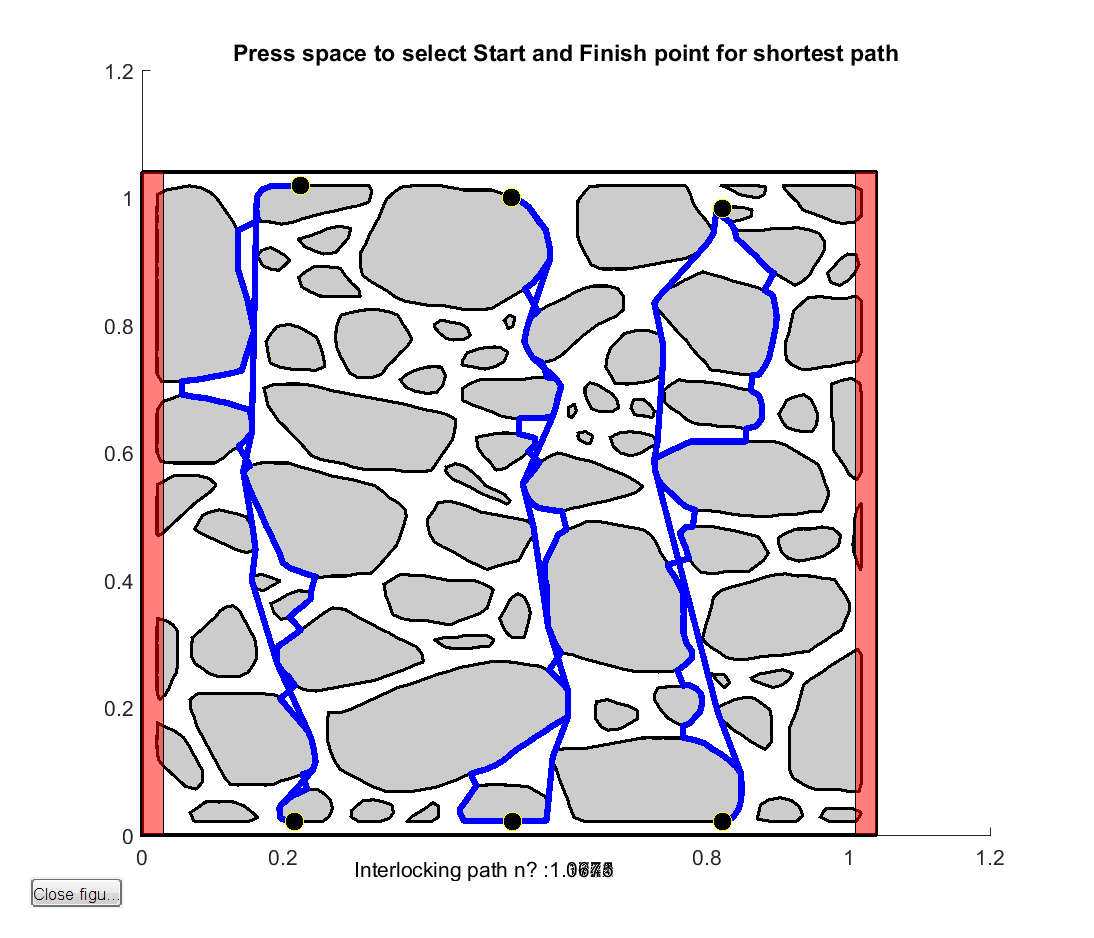 Press space to select Start and Finish point for shortest path
1.2
1
0.8
0.6
0.4
0.2
0
0 0.2 0.8 1 1.2
Interlocking path n? :1.
Close figu...